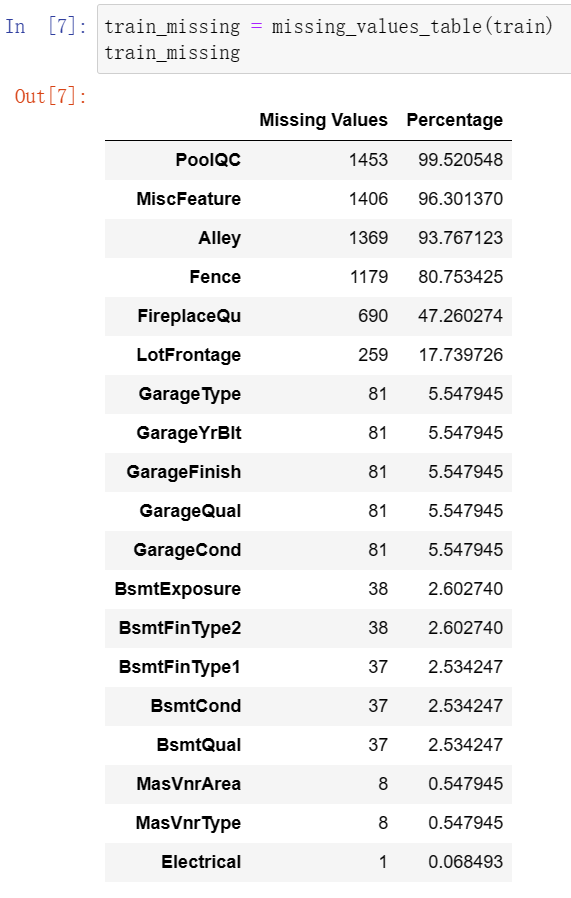 In [7]: train_missing = missing_values_table(train)
train_missing
Out[7]:
Missing Values Percentage
PoolQC 1453 99.520548
MiscFeature 1406 96.301370
Alley 1369 93.767123
Fence 1179 80.753425
FireplaceQu 690 47.260274
LotFrontage 259 17.739726
GarageType 81 5.547945
GarageYrBlt 81 5.547945
GarageFinish 81 5.547945
GarageQual 81 5.547945
GarageCond 81 5.547945
BsmtExposure 38 2.602740
BsmtFinType2 38 2.602740
BsmtFinType1 37 2.534247
BsmtCond 37 2.534247
BsmtQual 37 2.534247
MasVnrArea 8 0.547945
MasVnrType 8 0.547945
Electrical 1 0.068493